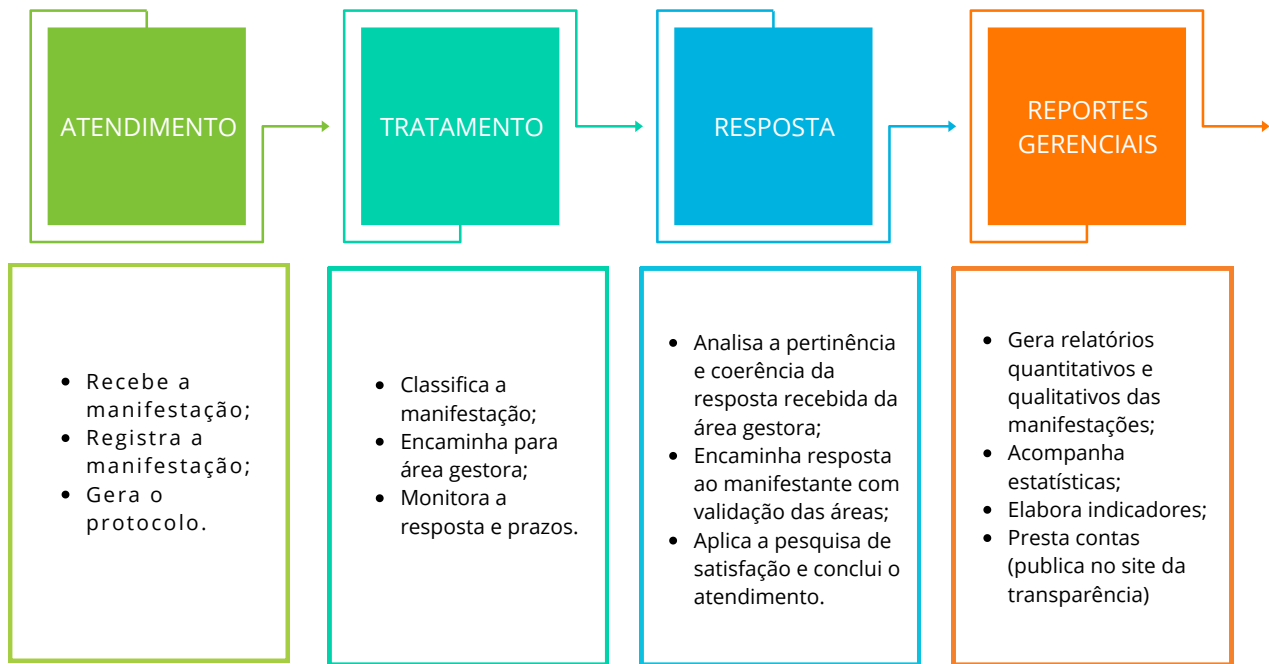 ATENDIMENTO
TRATAMENTO
RESPOSTA
REPORTES
GERENCIAIS
• Recebe a
manifestação;
• Registra a
manifestação;
• Gera o
protocolo.
• Classifica a
manifestação;
• Encaminha para
área gestora;
• Monitora a
resposta e prazos.
• Analisa a pertinência
e coerência da
resposta recebida da
área gestora;
• Encaminha resposta
ao manifestante com
validação das áreas;
• Aplica a pesquisa de
satisfação e conclui o
atendimento.
• Gera relatórios
quantitativos e
qualitativos das
manifestações;
• Acompanha
estatísticas;
• Elabora indicadores;
• Presta contas
(publica no site da
transparência)